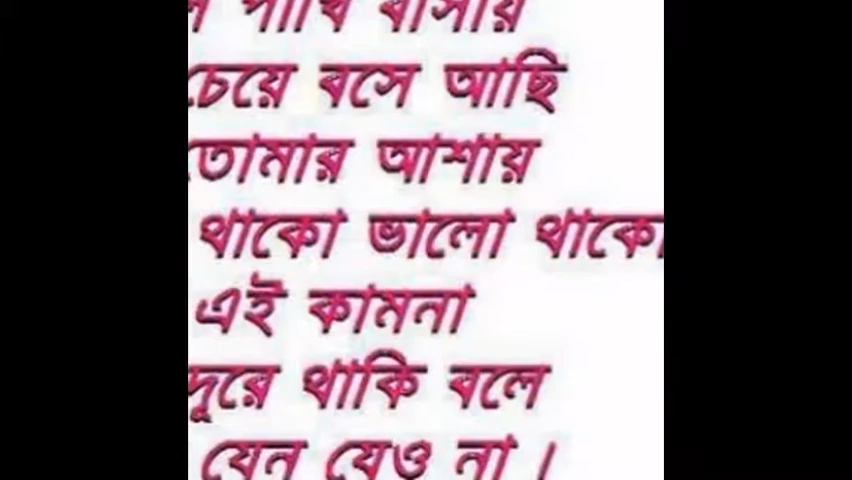 পাখি বাসায়
চেয়ে বসে আছি
তোমার আশায়
থাকো ভালো থাকো
এই কামনা
দূরে থাকি বলে
যেন যেও না।